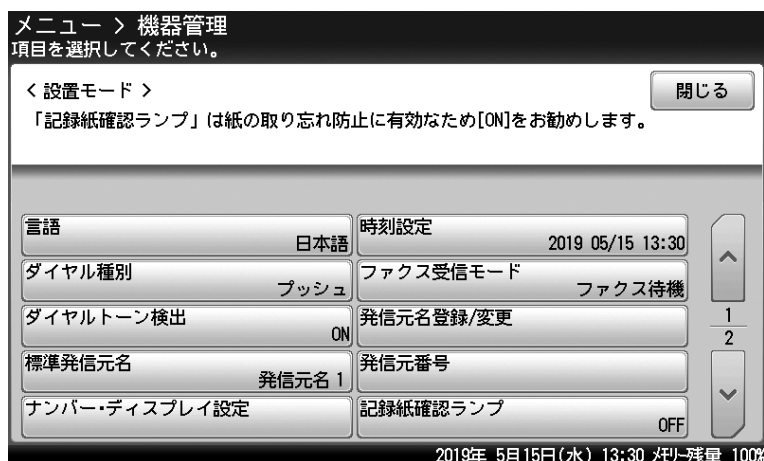 メニュー > 機器管理
項目を選択してください。
< 設置モード >
閉じる
「記録紙確認ランプ」は紙の取り忘れ防止に有効なため[ON]をお勧めします。
言語
日本語
時刻設定
2019 05/15 13:30
ダイヤル種別
プッシュ
ファクス受信モード
ファクス待機
ダイヤルトーン検出
ON
発信元名登録/変更
1
2
標準発信元名
発信元名 1
発信元番号
ナンバー・ディスプレイ設定
記録紙確認ランプ
OFF
2019年 5月15日(水) 13:30 メモリー残量 100%